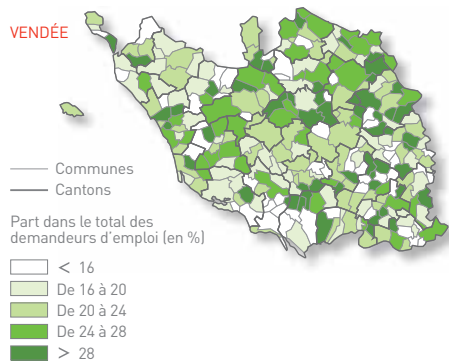 VENDÉE
Communes
Cantons
Part dans le total des
demandeurs d'emploi (en %)
< 16
De 16 à 20
De 20 à 24
De 24 à 28
> 28